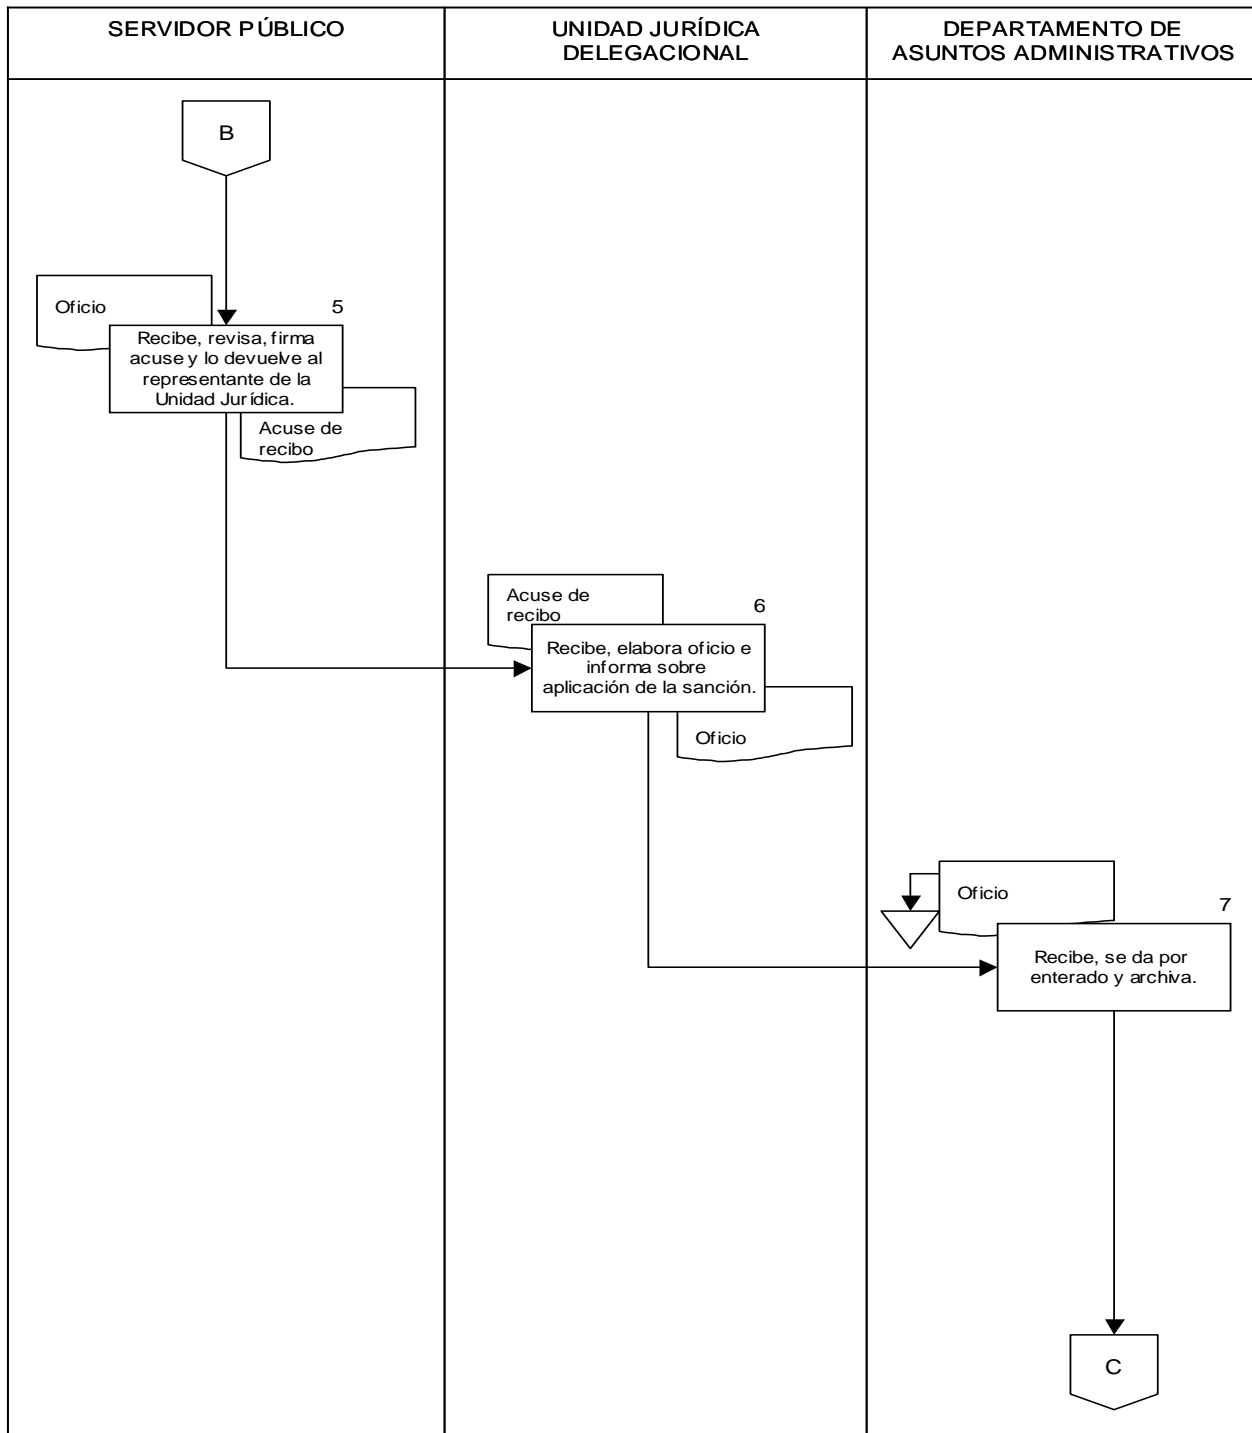 SERVIDOR PÚBLICO
UNIDAD JURÍDICA
DELEGACIONAL
DEPARTAMENTO DE
ASUNTOS ADMINISTRATIVOS
B
Oficio
5
Recibe, revisa, firma
acuse y lo devuelve al
representante de la
Unidad Jurídica.
Acuse de
recibo
Acuse de
recibo
6
Recibe, elabora oficio e
informa sobre
aplicación de la sanción.
Oficio
Oficio
7
Recibe, se da por
enterado y archiva.
C